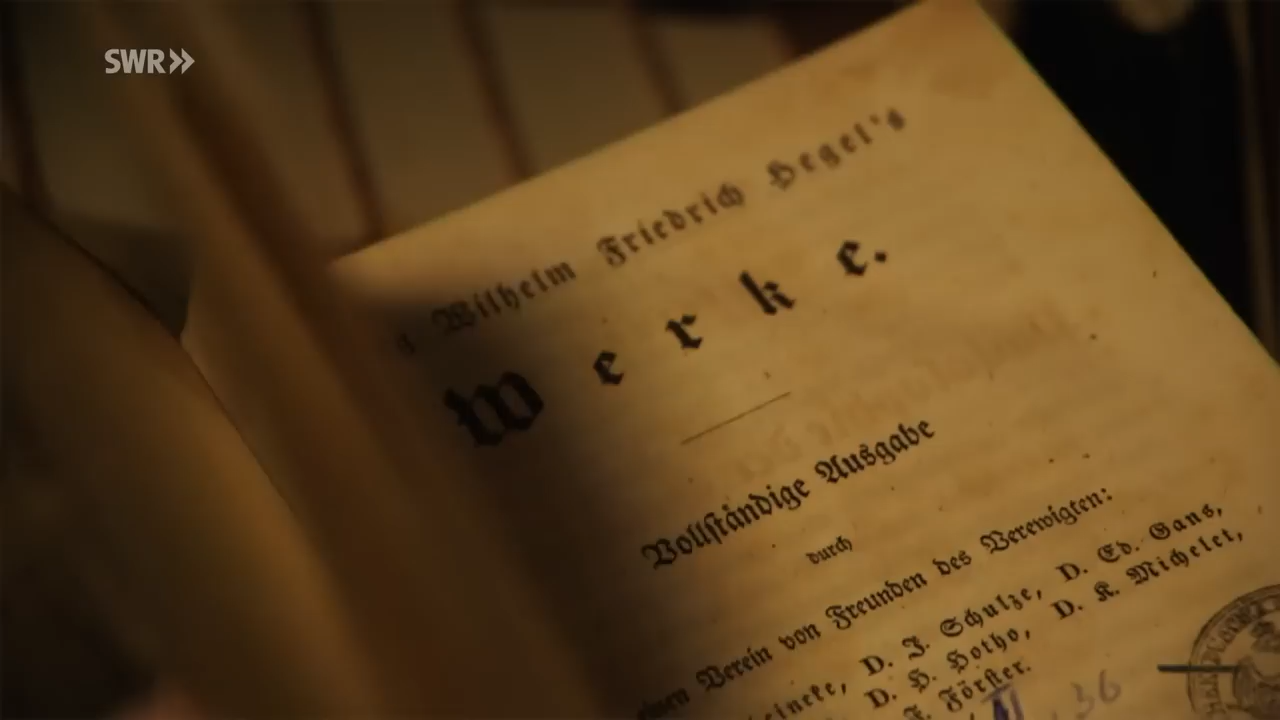 SWR»
Wilhelm Friedrich Hegel's
Werke.
Vollständige Ausgabe
durch
einen Verein von Freunden des Verewigten:
D. J. Schulze, D. Ed. Gans,
D. H. Hotho, D. K. Michelet,
Förster.
36